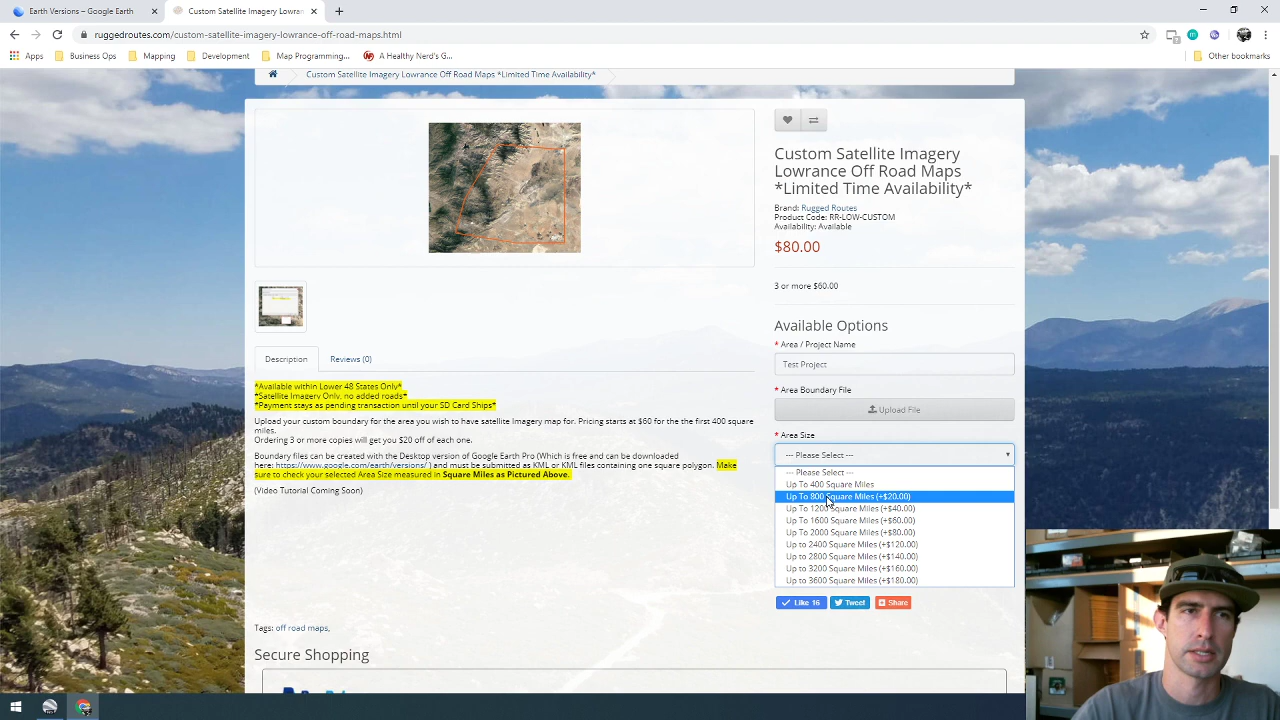 Earth Versions – Google Earth
Custom Satellite Imagery Lowran
ruggedroutes.com/custom-satellite-imagery-lowrance-off-road-maps.html
Apps
Business Ops
Mapping
Development
Map Programming...
A Healthy Nerd's G...
Other bookmarks
Custom Satellite Imagery Lowrance Off Road Maps *Limited Time Availability*
Custom Satellite Imagery
Lowrance Off Road Maps
*Limited Time Availability*
Brand: Rugged Routes
Product Code: RR-LOW-CUSTOM
Availability: Available
$80.00
3 or more $60.00
Available Options
* Area / Project Name
Test Project
* Area Boundary File
Upload File
* Area Size
--- Please Select ---
--- Please Select ---
Up To 400 Square Miles
Up To 800 Square Miles (+$20.00)
Up To 1200 Square Miles (+$40.00)
Up To 1600 Square Miles (+$60.00)
Up To 2000 Square Miles (+$80.00)
Up to 2400 Square Miles (+$120.00)
Up to 2800 Square Miles (+$140.00)
Up to 3200 Square Miles (+$160.00)
Up to 3600 Square Miles (+$180.00)
Like 16
Tweet
Share
Description
Reviews (0)
*Available within Lower 48 States Only*
*Satellite Imagery Only, no added roads*
*Payment stays as pending transaction until your SD Card Ships*
Upload your custom boundary for the area you wish to have satellite Imagery map for. Pricing starts at $60 for the the first 400 square
miles.
Ordering 3 or more copies will get you $20 off of each one.
Boundary files can be created with the Desktop version of Google Earth Pro (Which is free and can be downloaded
here: https://www.google.com/earth/versions/ ) and must be submitted as KML or KML files containing one square polygon. Make
sure to check your selected Area Size measured in Square Miles as Pictured Above.
(Video Tutorial Coming Soon)
Tags: off road maps,
Secure Shopping